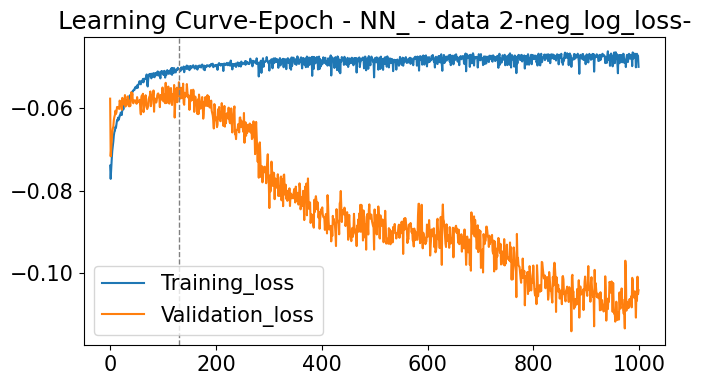 Learning Curve-Epoch - NN_ - data 2-neg_log_loss-
−0.06
−0.08
−0.10
Training_loss
Validation_loss
0 200 400 600 800 1000